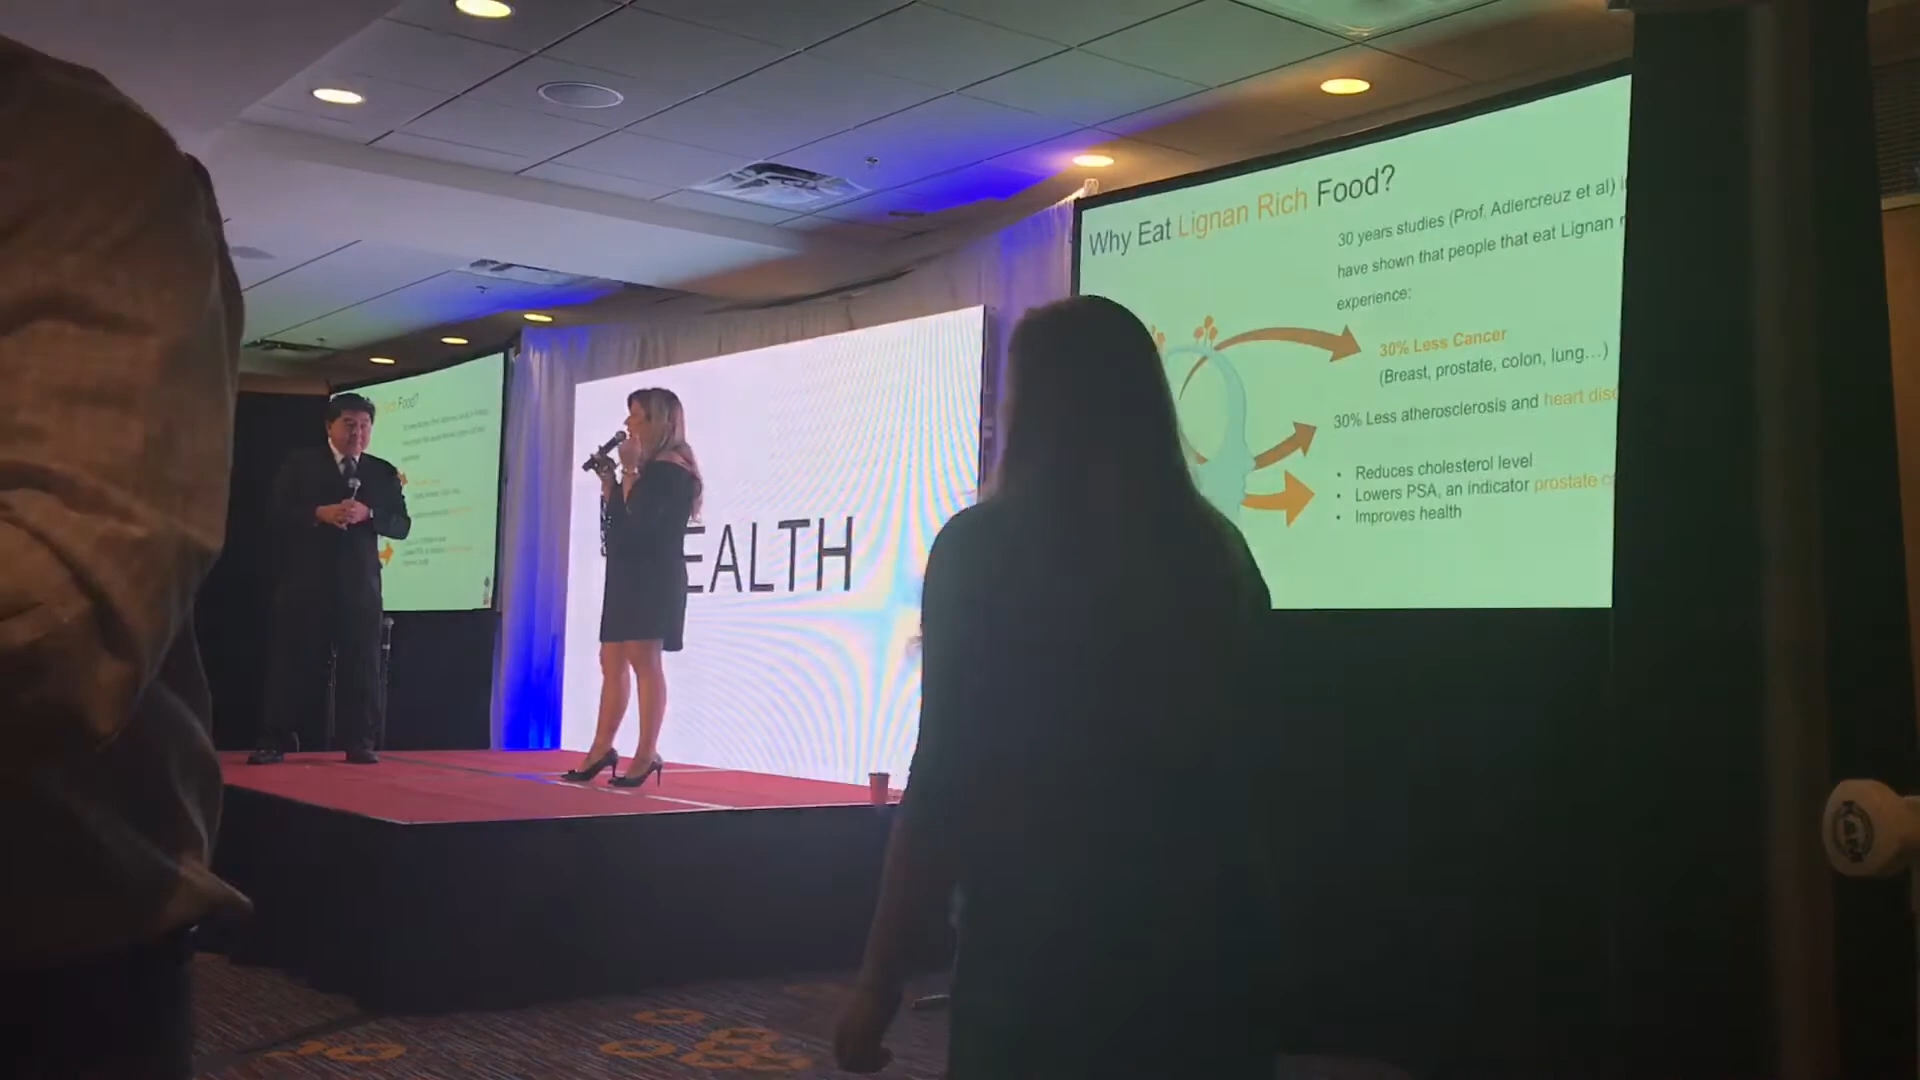 Why Eat Lignan Rich Food?
30 years studies (Prof. Adlercreuz et al)
have shown that people that eat Lignan
experience:
30% Less Cancer
(Breast, prostate, colon, lung...)
30% Less atherosclerosis and heart
• Reduces cholesterol level
• Lowers PSA, an indicator prostate
• Improves health
EALTH
Food?